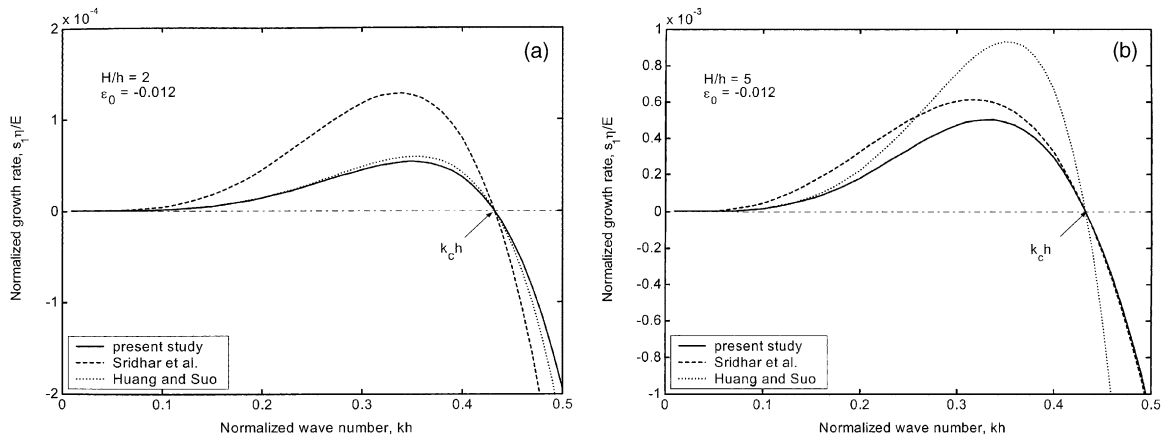 2 x 10⁻⁴
(a)
H/h = 2
ε₀ = -0.012
1
0
-1
-2
Normalized growth rate, s₁η/E
k_c h
present study
Sridhar et al.
Huang and Suo
0 0.1 0.2 0.3 0.4 0.5
Normalized wave number, kh
1 x 10⁻³
(b)
H/h = 5
ε₀ = -0.012
0.8
0.6
0.4
0.2
0
-0.2
-0.4
-0.6
-0.8
-1
Normalized growth rate, s₁η/E
k_c h
present study
Sridhar et al.
Huang and Suo
0 0.1 0.2 0.3 0.4 0.5
Normalized wave number, kh